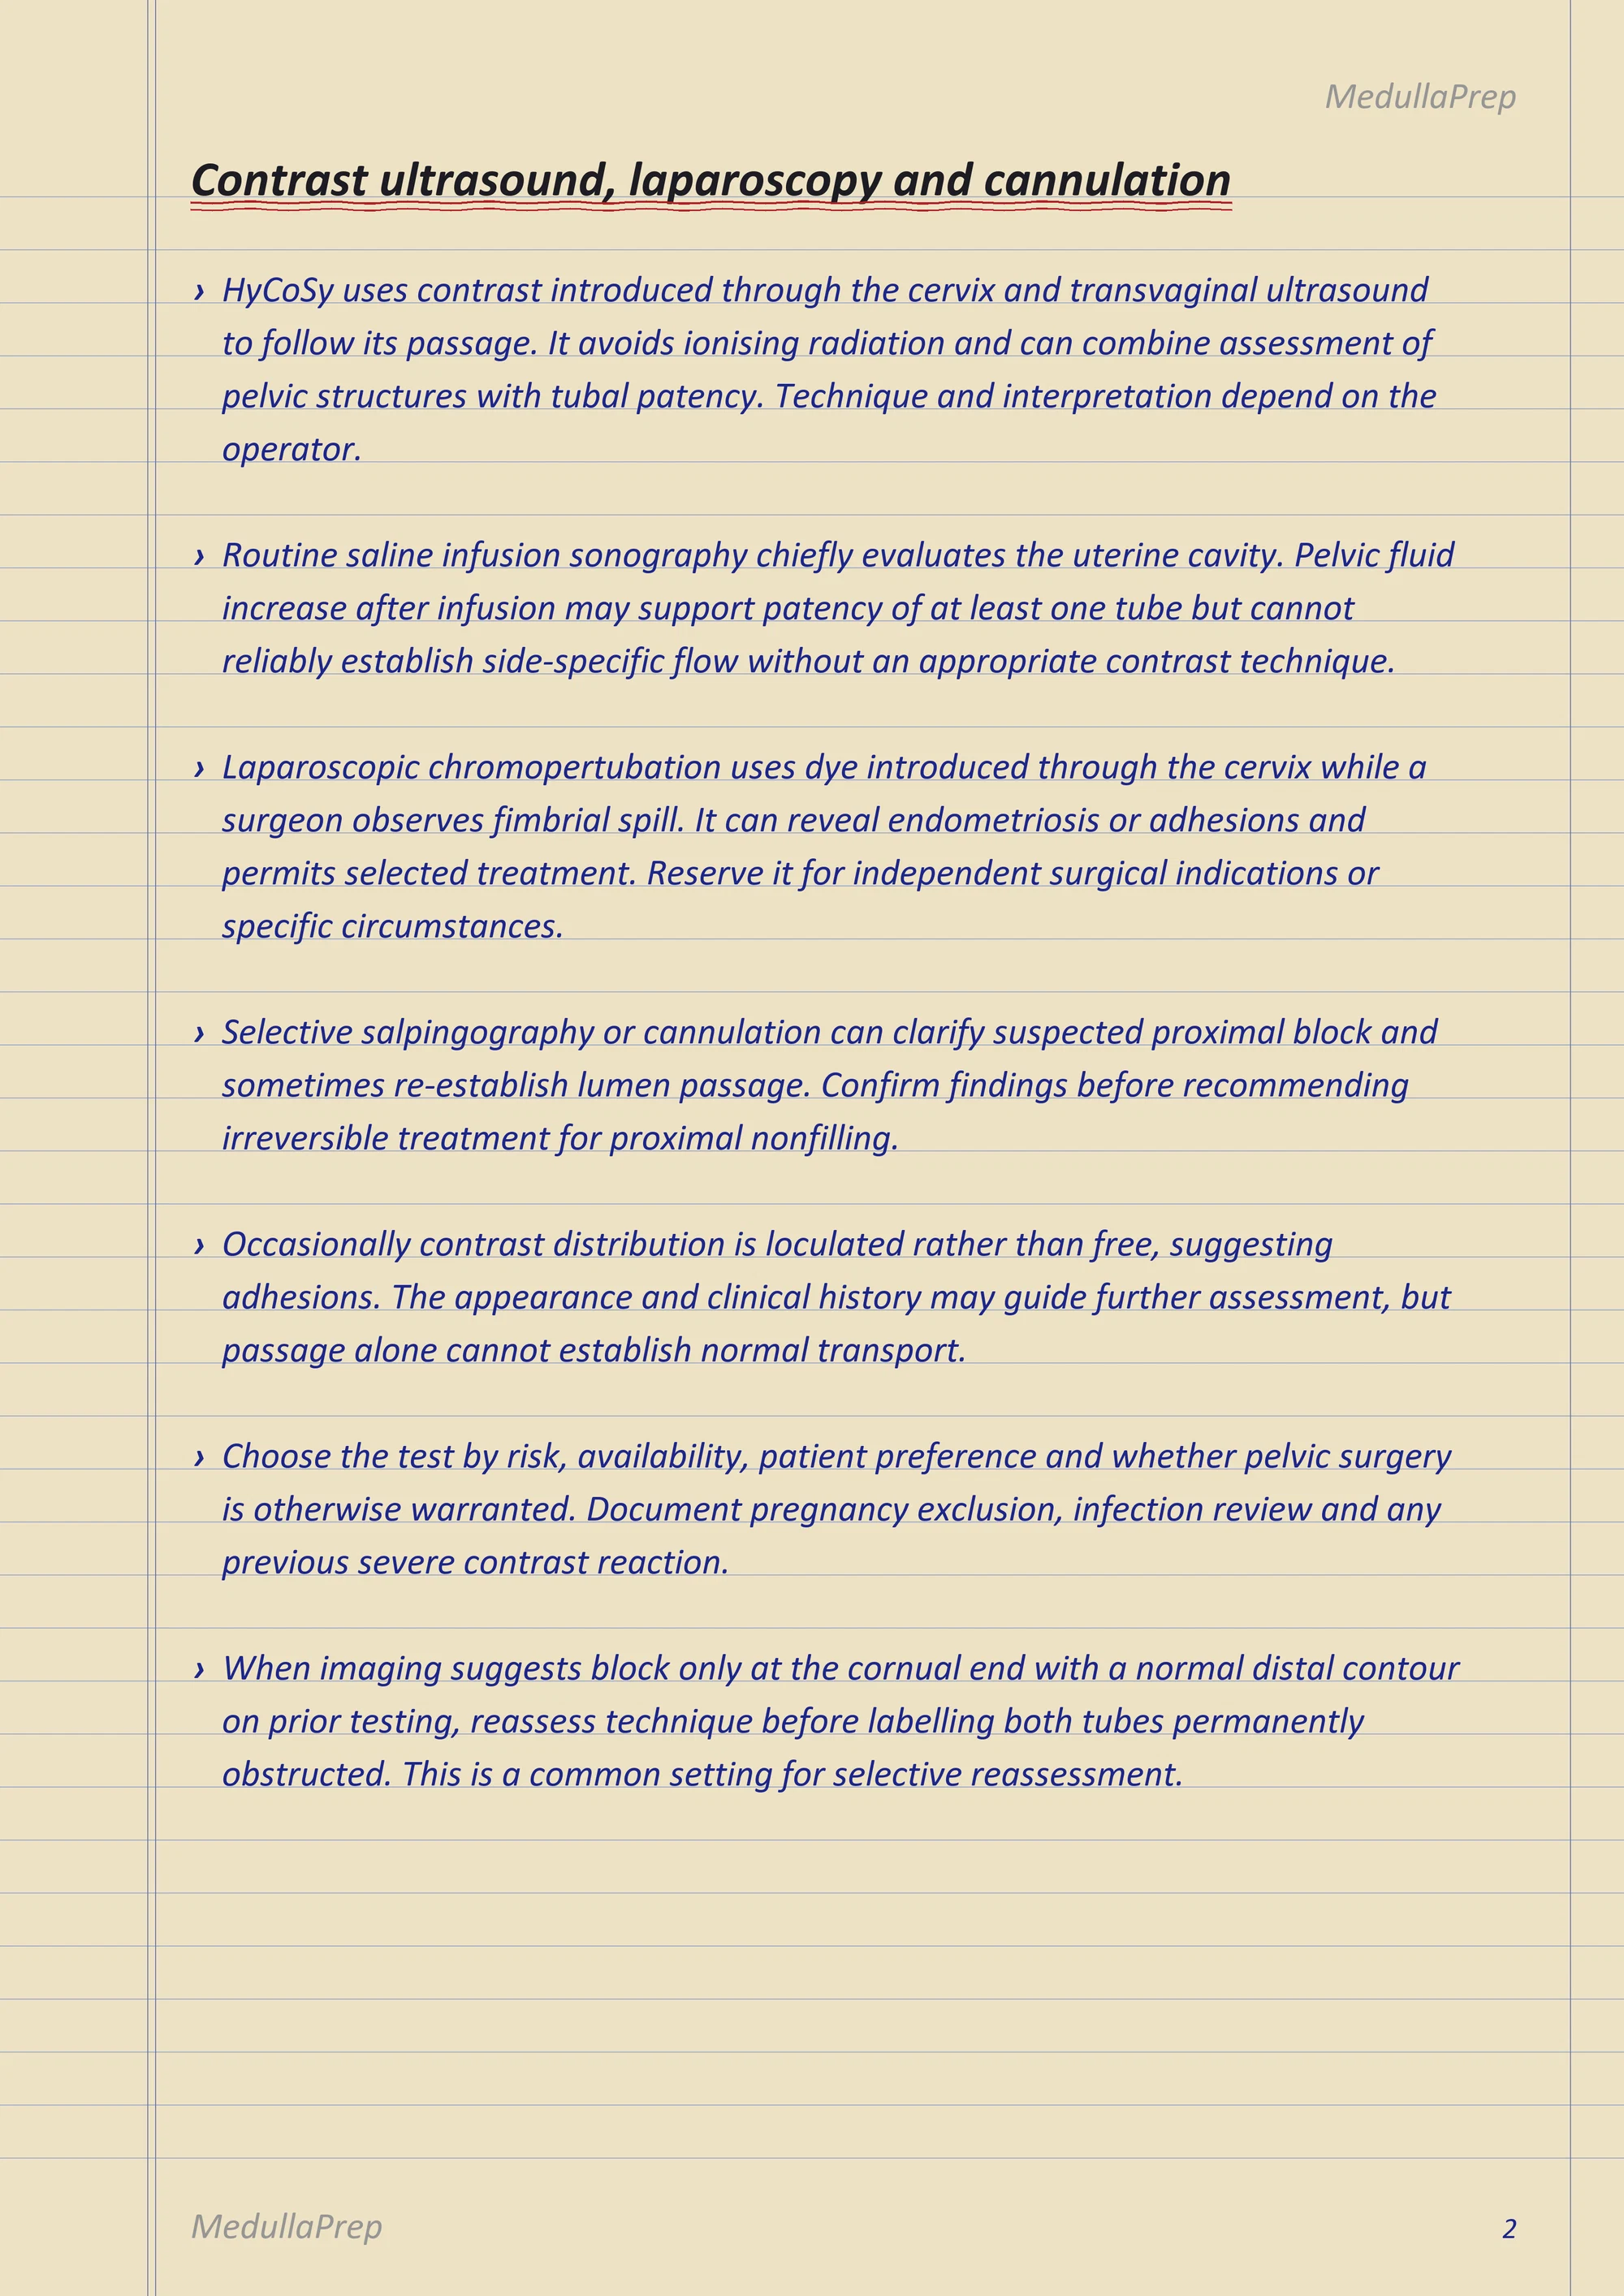 MedullaPrep
Contrast ultrasound, laparoscopy and cannulation
› HyCoSy uses contrast introduced through the cervix and transvaginal ultrasound
to follow its passage. It avoids ionising radiation and can combine assessment of
pelvic structures with tubal patency. Technique and interpretation depend on the
operator.
› Routine saline infusion sonography chiefly evaluates the uterine cavity. Pelvic fluid
increase after infusion may support patency of at least one tube but cannot
reliably establish side-specific flow without an appropriate contrast technique.
› Laparoscopic chromopertubation uses dye introduced through the cervix while a
surgeon observes fimbrial spill. It can reveal endometriosis or adhesions and
permits selected treatment. Reserve it for independent surgical indications or
specific circumstances.
› Selective salpingography or cannulation can clarify suspected proximal block and
sometimes re-establish lumen passage. Confirm findings before recommending
irreversible treatment for proximal nonfilling.
› Occasionally contrast distribution is loculated rather than free, suggesting
adhesions. The appearance and clinical history may guide further assessment, but
passage alone cannot establish normal transport.
› Choose the test by risk, availability, patient preference and whether pelvic surgery
is otherwise warranted. Document pregnancy exclusion, infection review and any
previous severe contrast reaction.
› When imaging suggests block only at the cornual end with a normal distal contour
on prior testing, reassess technique before labelling both tubes permanently
obstructed. This is a common setting for selective reassessment.
MedullaPrep
2